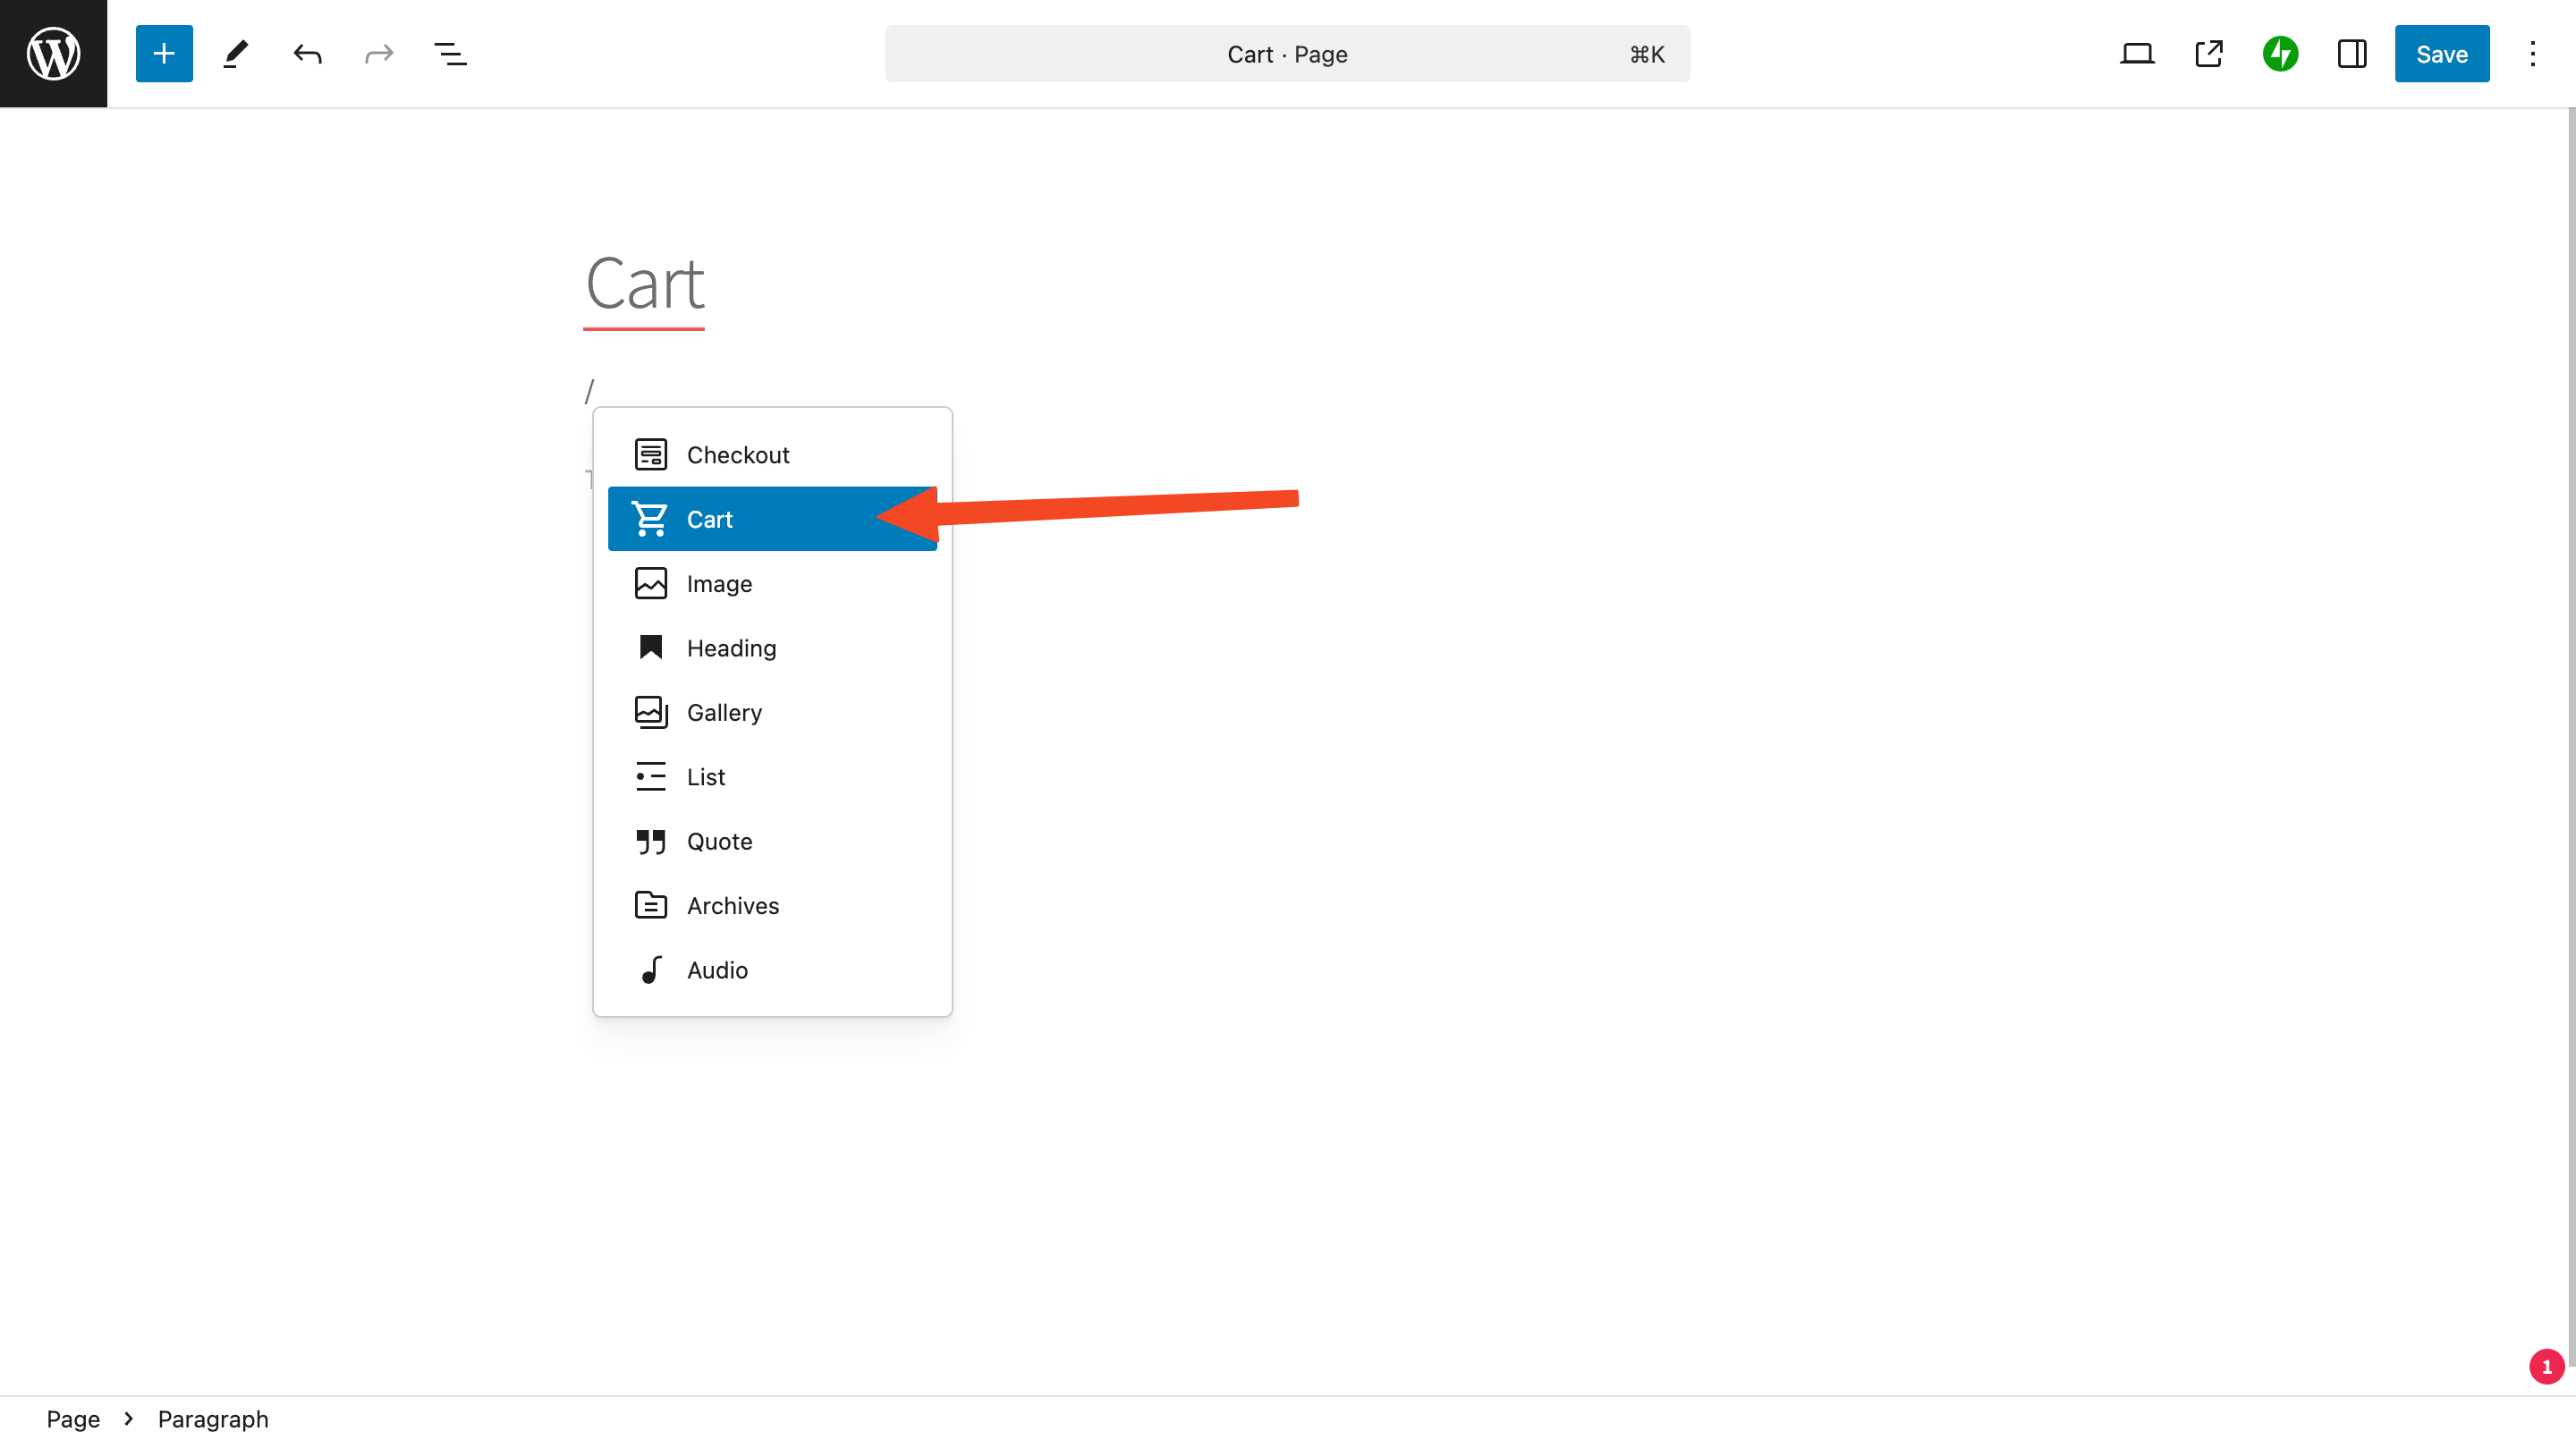 Cart · Page ⌘K
Save
Cart
/
Checkout
Cart
Image
Heading
Gallery
List
Quote
Archives
Audio
1
Page › Paragraph